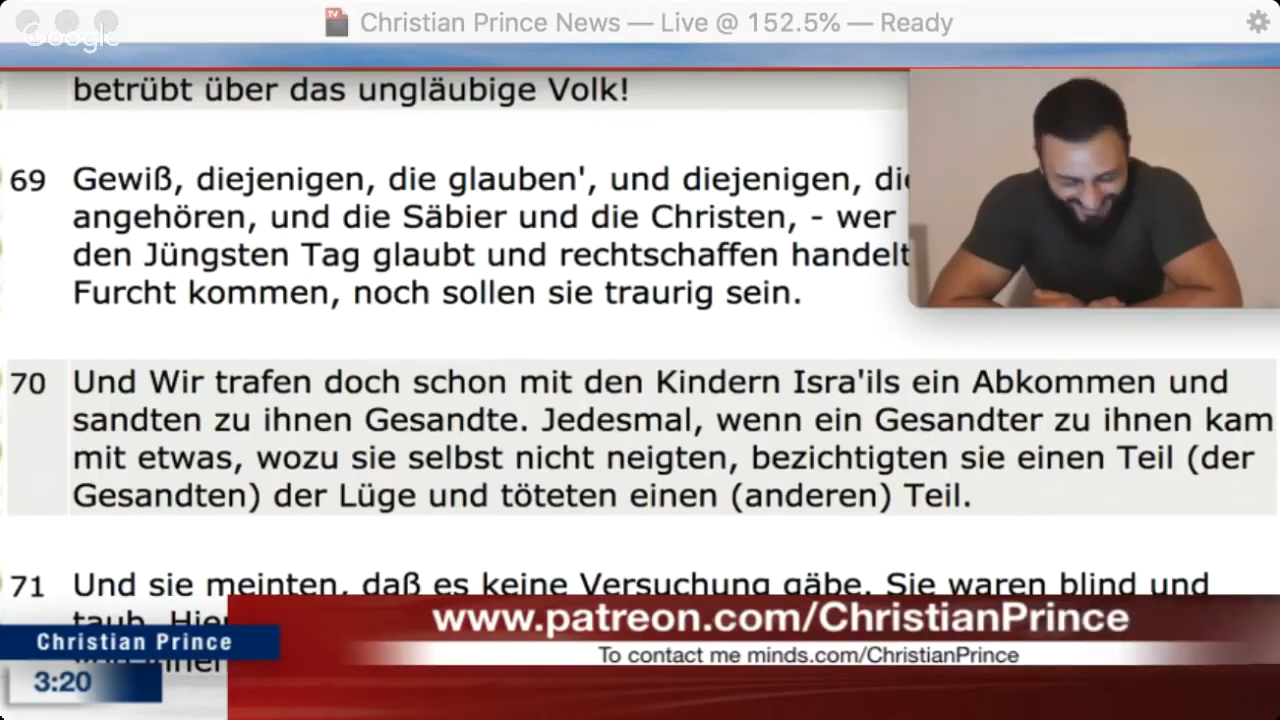 Christian Prince News — Live @ 152.5% — Ready
Google
betrübt über das ungläubige Volk!
69 Gewiß, diejenigen, die glauben', und diejenigen,
angehören, und die Säbier und die Christen, - wer
den Jüngsten Tag glaubt und rechtschaffen handelt
Furcht kommen, noch sollen sie traurig sein.
70 Und Wir trafen doch schon mit den Kindern Isra'ils ein Abkommen und
sandten zu ihnen Gesandte. Jedesmal, wenn ein Gesandter zu ihnen kam
mit etwas, wozu sie selbst nicht neigten, bezichtigten sie einen Teil (der
Gesandten) der Lüge und töteten einen (anderen) Teil.
71 Und sie meinten, daß es keine Versuchung gäbe. Sie waren blind und
taub.
www.patreon.com/ChristianPrince
Christian Prince
To contact me minds.com/ChristianPrince
3:20